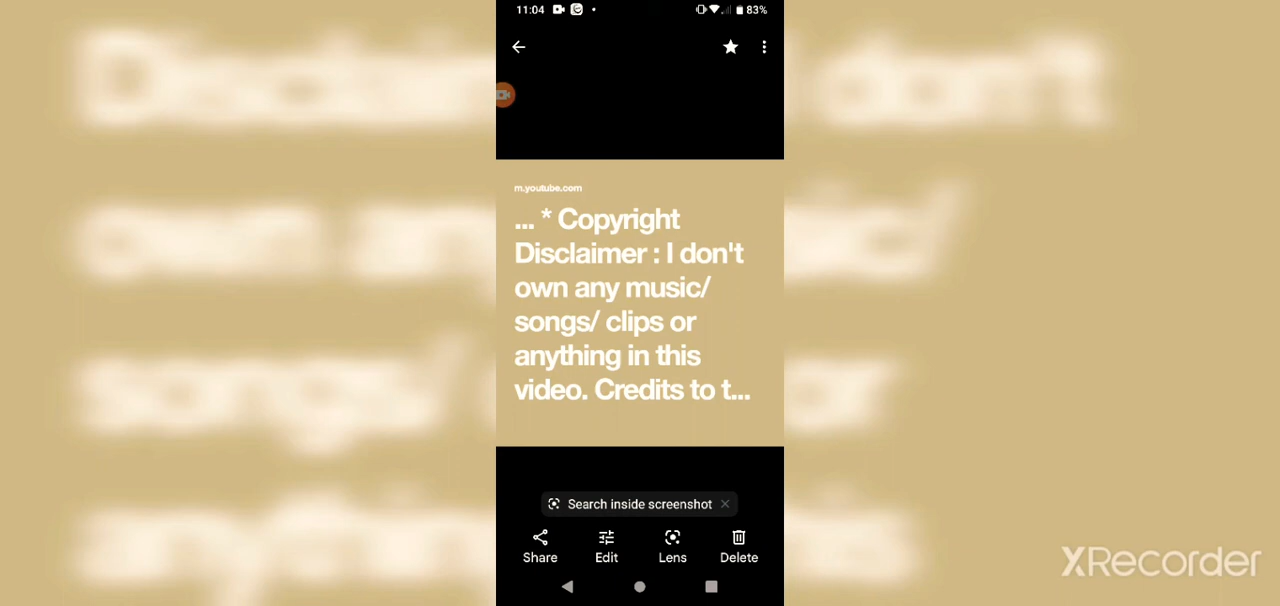 11:04
83%
m.youtube.com
... * Copyright
Disclaimer : I don't
own any music/
songs/ clips or
anything in this
video. Credits to t...
Search inside screenshot
Share Edit Lens Delete
XRecorder